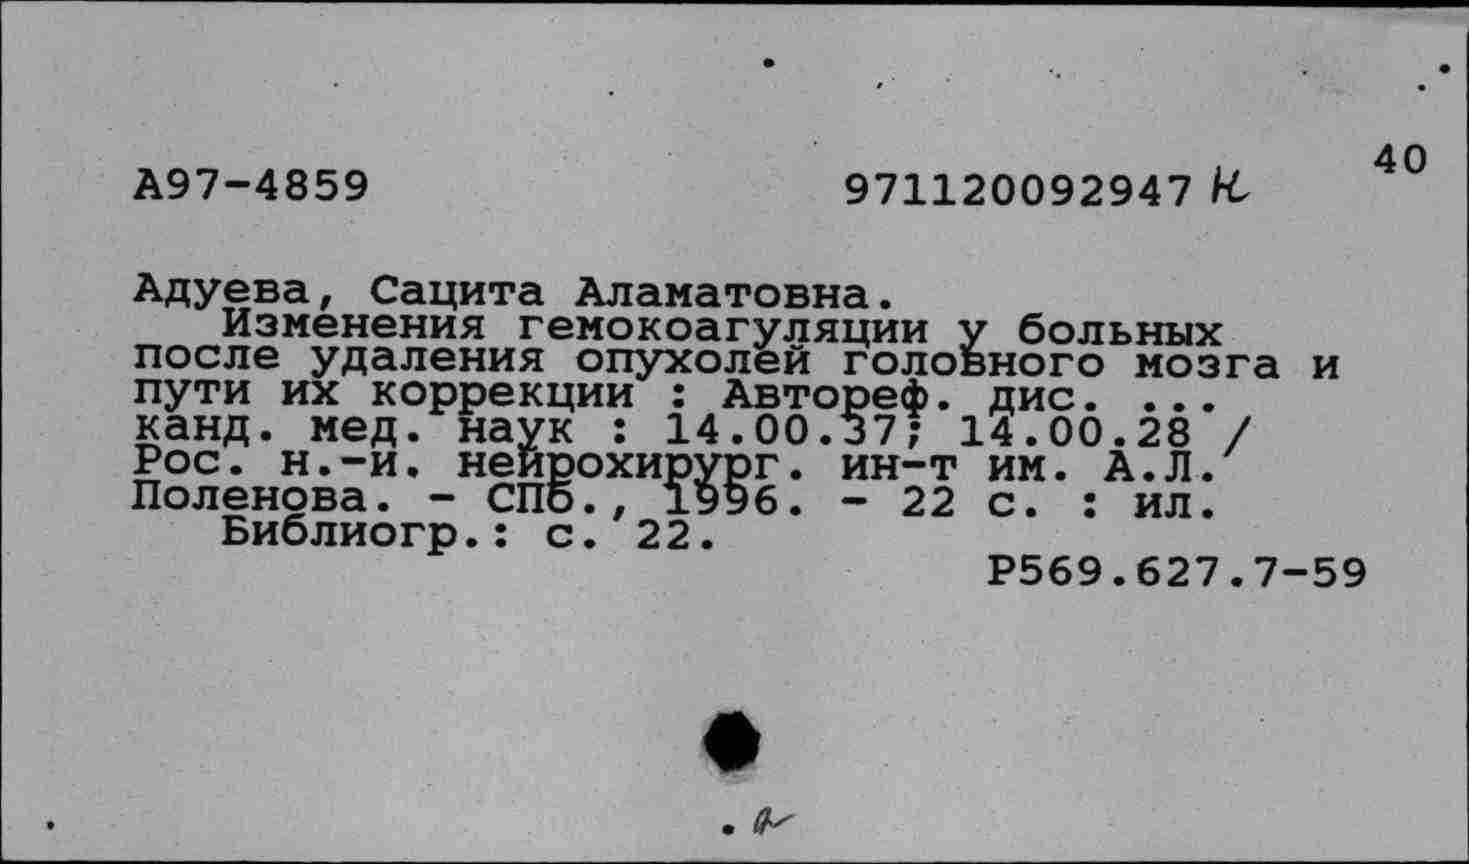 40
А97-4859 971120092947 К
Адуева, Сацита Аламатовна.
Изменения гемокоагуляции у больных
после удаления опухолей головного мозга и
пути их коррекции : Автореф. дис. ...
канд. мед. наук : 14.00.37; 14.00.28 /
Рос. н.-и. нейрохирург. ин-т им. А.Л.
Поленова. - СПб., 1996. - 22 с. : ил.
Библиогр.: с. 22.
Р569.627.7-59